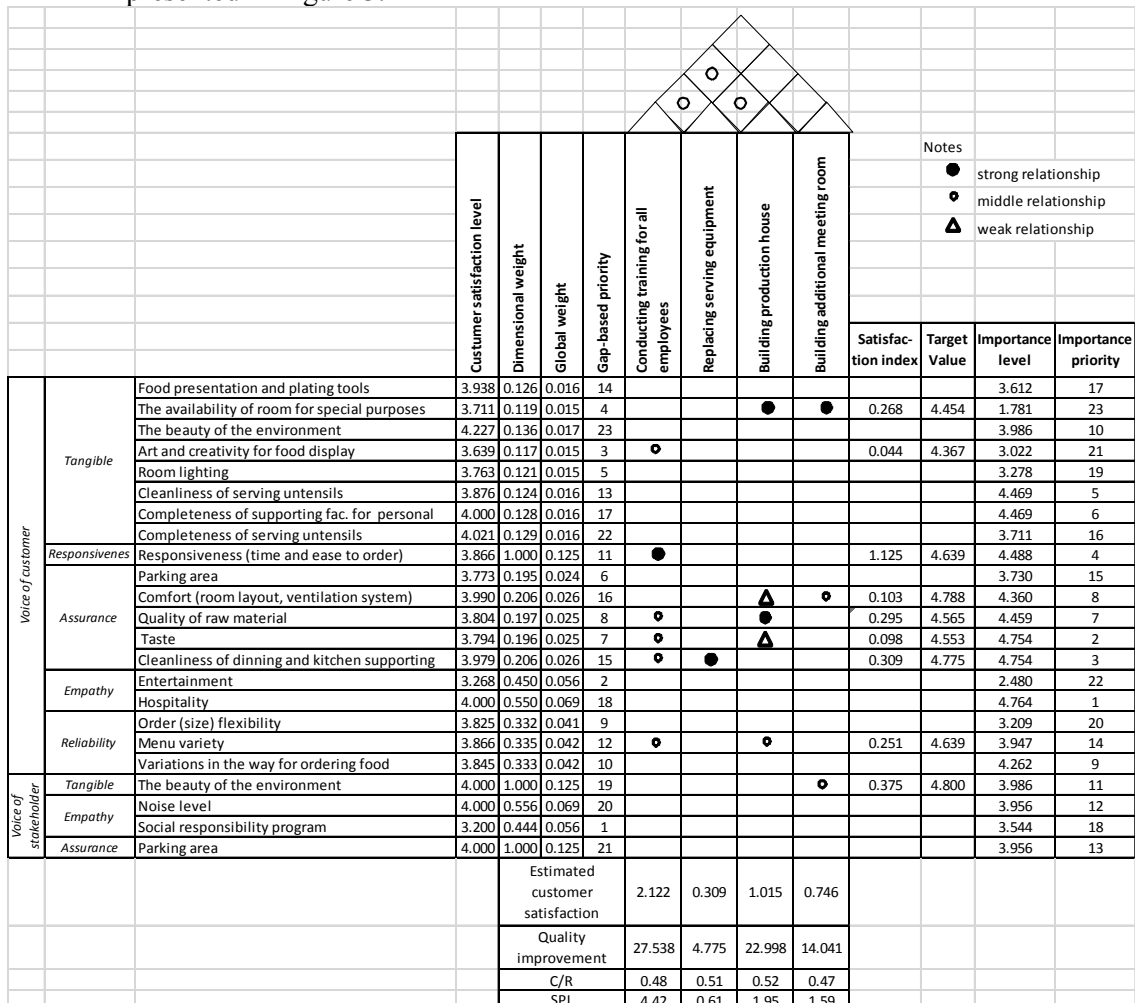 presented in Figure 3.
Notes
strong relationship
middle relationship
weak relationship
Custumer satisfaction level
Dimensional weight
Global weight
Gap-based priority
Conducting training for all employees
Replacing serving equipment
Building production house
Building additional meeting room
Satisfac-tion index
Target Value
Importance level
Importance priority
Voice of customer
Tangible
Food presentation and plating tools 3.938 0.126 0.016 14 3.612 17
The availability of room for special purposes 3.711 0.119 0.015 4 0.268 4.454 1.781 23
The beauty of the environment 4.227 0.136 0.017 23 3.986 10
Art and creativity for food display 3.639 0.117 0.015 3 0.044 4.367 3.022 21
Room lighting 3.763 0.121 0.015 5 3.278 19
Cleanliness of serving untensils 3.876 0.124 0.016 13 4.469 5
Completeness of supporting fac. for personal 4.000 0.128 0.016 17 4.469 6
Completeness of serving untensils 4.021 0.129 0.016 22 3.711 16
Responsivenes Responsiveness (time and ease to order) 3.866 1.000 0.125 11 1.125 4.639 4.488 4
Assurance
Parking area 3.773 0.195 0.024 6 3.730 15
Comfort (room layout, ventilation system) 3.990 0.206 0.026 16 0.103 4.788 4.360 8
Quality of raw material 3.804 0.197 0.025 8 0.295 4.565 4.459 7
Taste 3.794 0.196 0.025 7 0.098 4.553 4.754 2
Cleanliness of dinning and kitchen supporting 3.979 0.206 0.026 15 0.309 4.775 4.754 3
Empathy
Entertainment 3.268 0.450 0.056 2 2.480 22
Hospitality 4.000 0.550 0.069 18 4.764 1
Reliability
Order (size) flexibility 3.825 0.332 0.041 9 3.209 20
Menu variety 3.866 0.335 0.042 12 0.251 4.639 3.947 14
Variations in the way for ordering food 3.845 0.333 0.042 10 4.262 9
Voice of stakeholder
Tangible The beauty of the environment 4.000 1.000 0.125 19 0.375 4.800 3.986 11
Empathy
Noise level 4.000 0.556 0.069 20 3.956 12
Social responsibility program 3.200 0.444 0.056 1 3.544 18
Assurance Parking area 4.000 1.000 0.125 21 3.956 13
Estimated customer satisfaction 2.122 0.309 1.015 0.746
Quality improvement 27.538 4.775 22.998 14.041
C/R 0.48 0.51 0.52 0.47
SPI 4.42 0.61 1.95 1.59